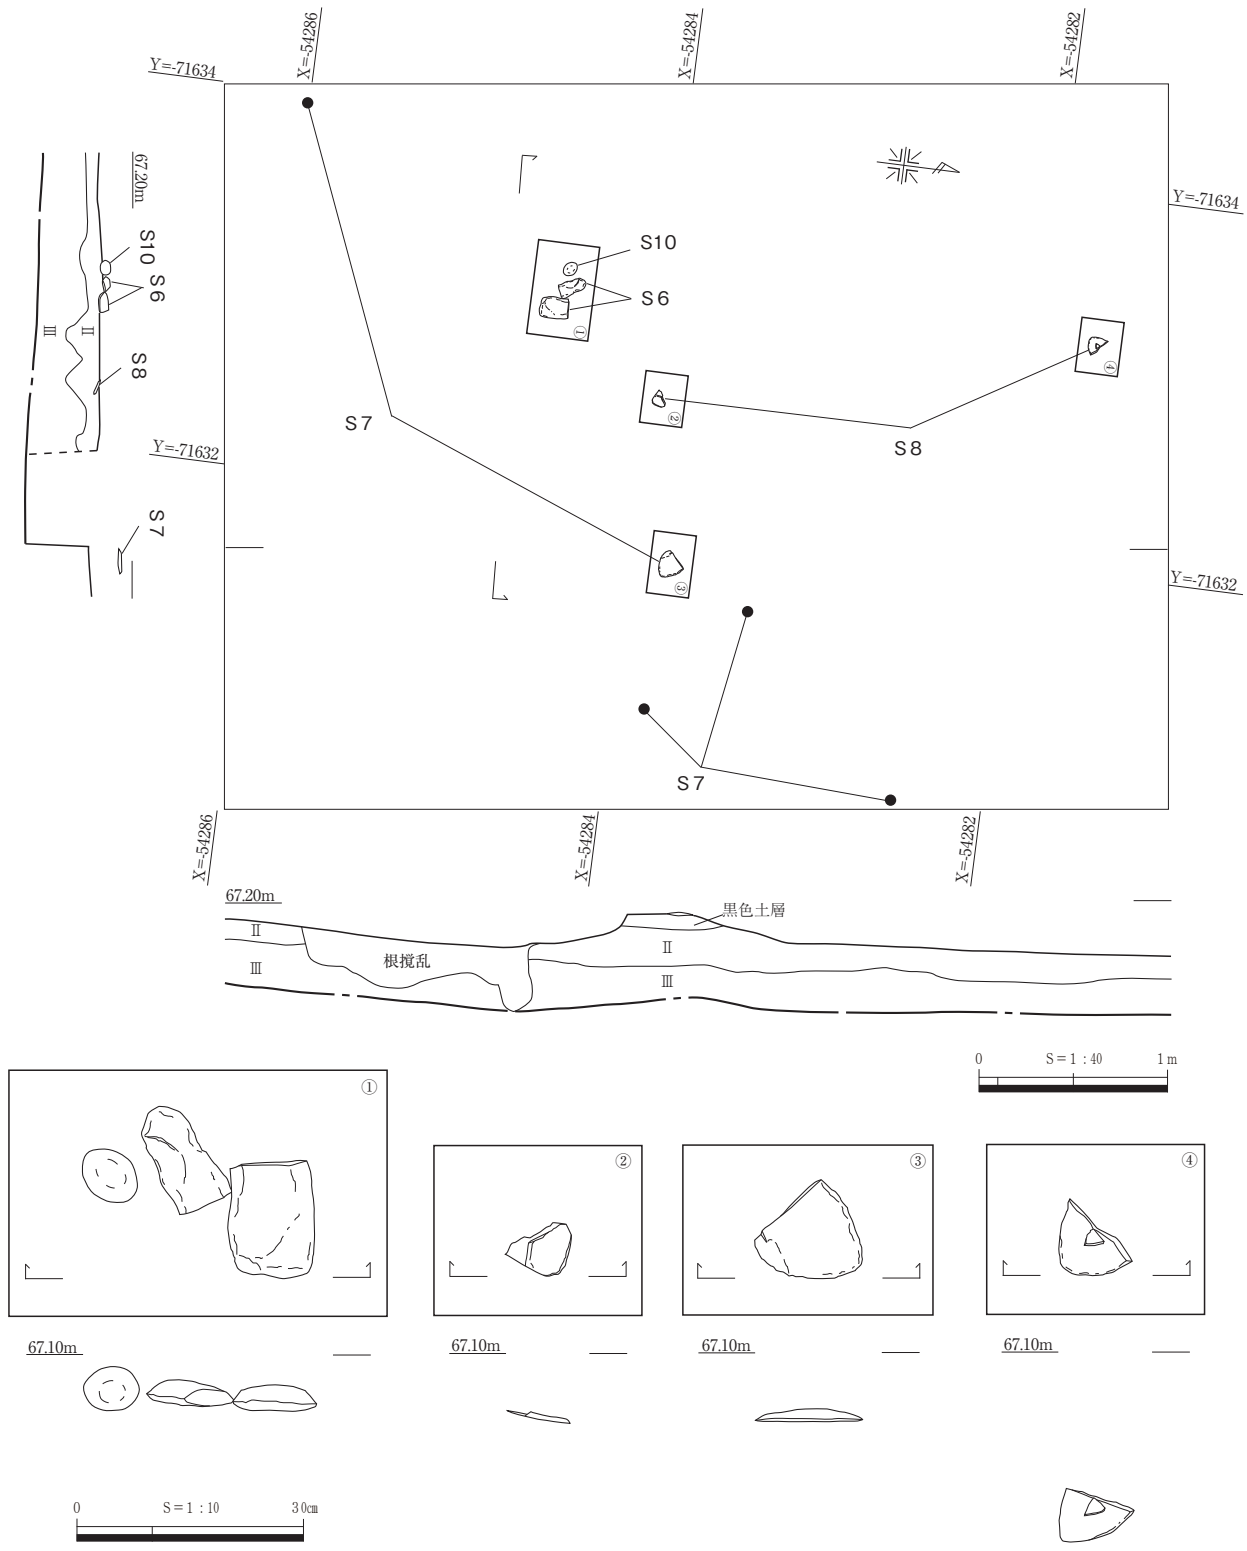 X=-54286
X=-54284
X=-54282
Y=-71634
Y=-71634
67.20m
S10
S6
S8
S7
Ⅲ
Ⅱ
S10
S6
①
④
②
S7
S8
③
Y=-71632
Y=-71632
S7
X=-54286
X=-54284
X=-54282
67.20m
黒色土層
Ⅱ
Ⅱ
根撹乱
Ⅲ
Ⅲ
0 S=1:40 1m
①
②
③
④
67.10m
67.10m
67.10m
67.10m
0 S=1:10 30㎝